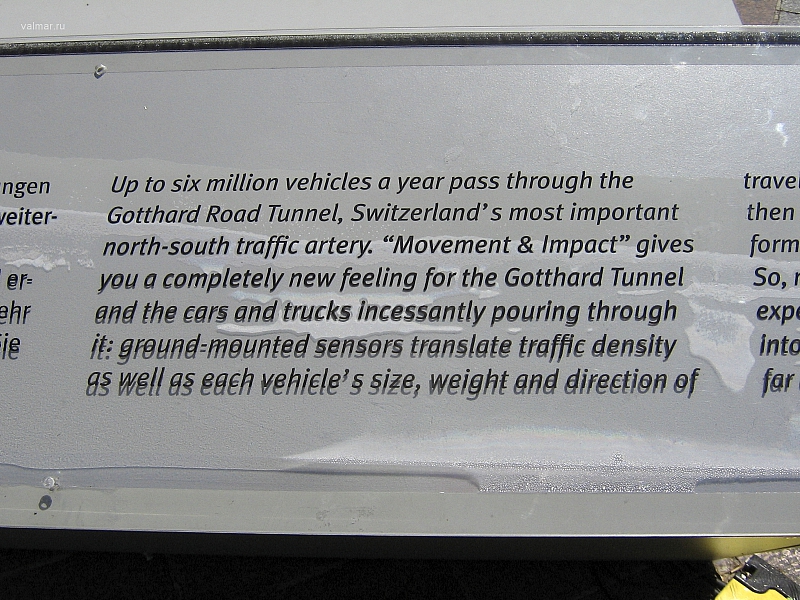 valmar.ru
ngen
weiter-
er-
ehr
Up to six million vehicles a year pass through the
Gotthard Road Tunnel, Switzerland's most important
north-south traffic artery. “Movement & Impact” gives
you a completely new feeling for the Gotthard Tunnel
and the cars and trucks incessantly pouring through
it: ground-mounted sensors translate traffic density
as well as each vehicle's size, weight and direction of
travel
then
form
So,
expe
into
far